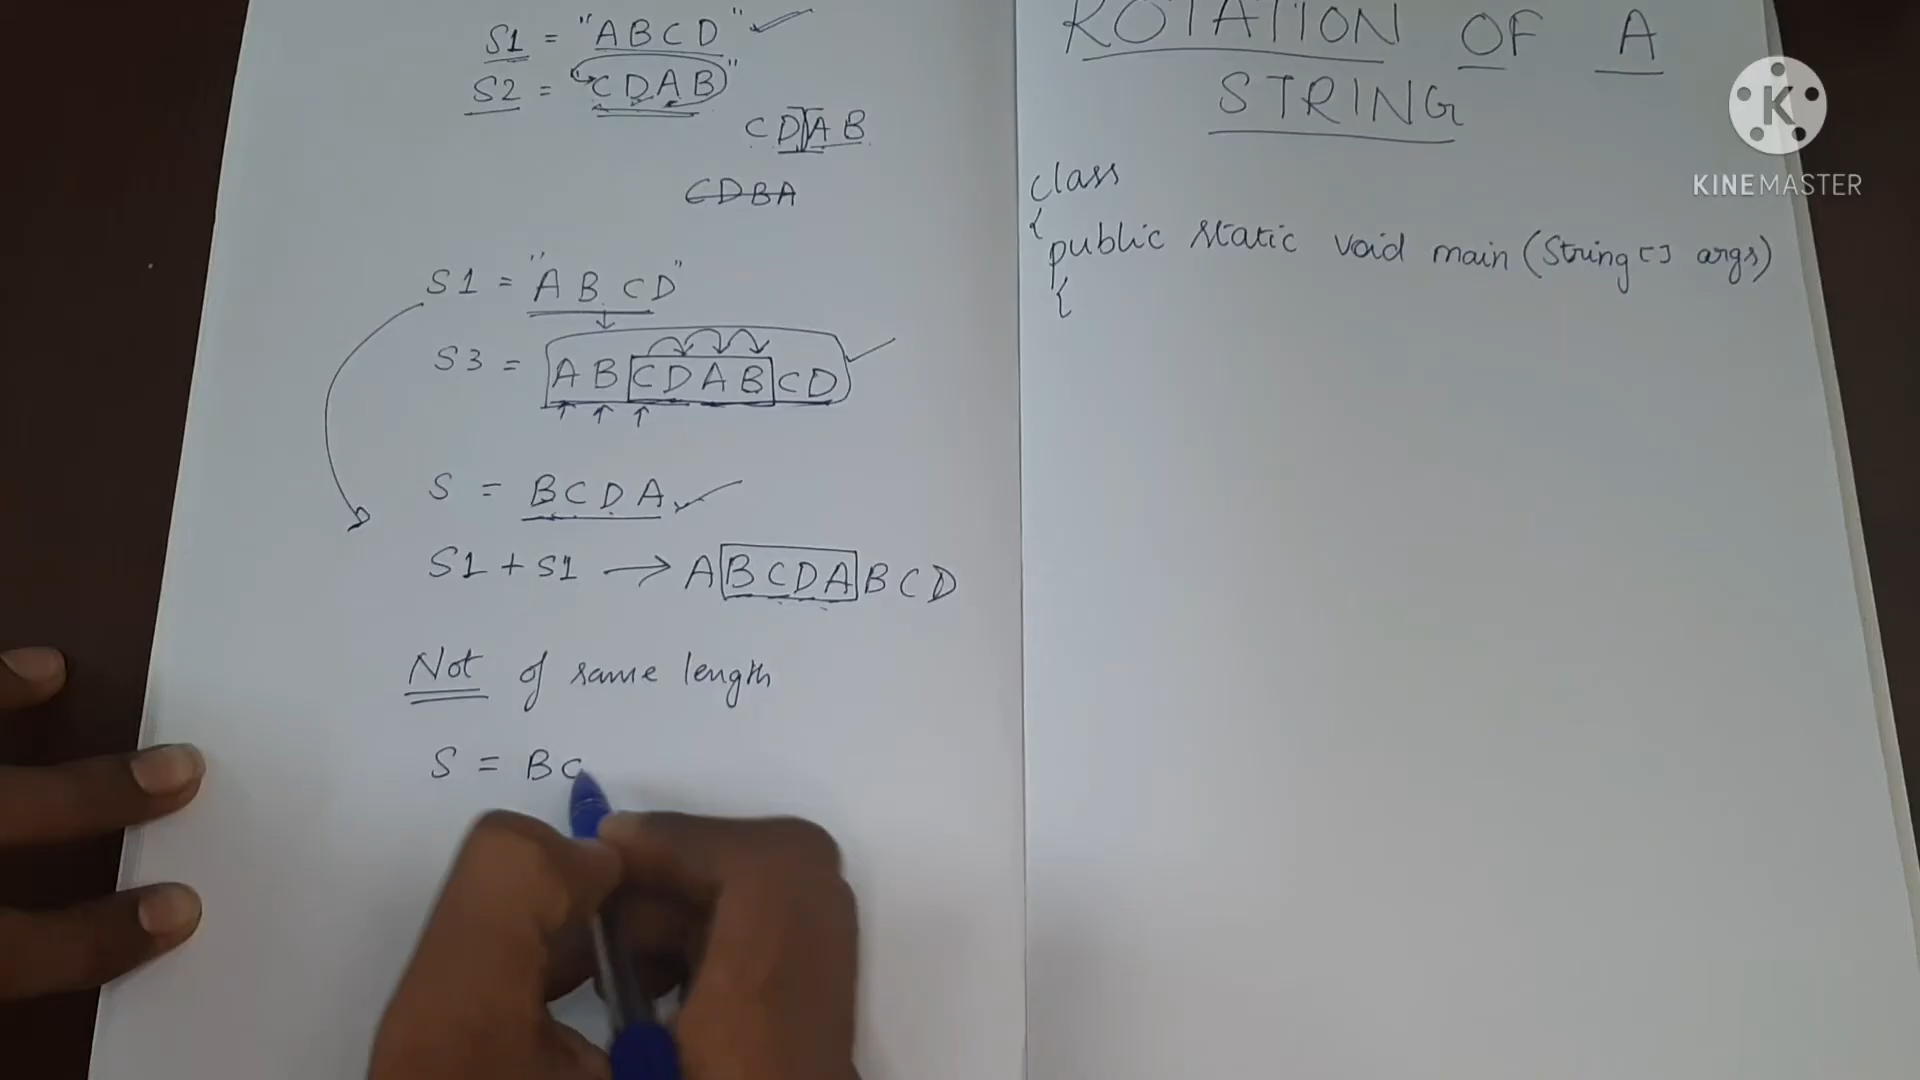 S1 = "ABCD"
S2 = "CDAB"
CDAB
CDBA
S1 = "ABCD"
S3 = ABCDABCD
S = BCDA
S1 + S1 → ABCDABCD
Not of same length
S = BC
ROTATION OF A
STRING
class
{
public static void main (String [] args)
{
K
KINEMASTER